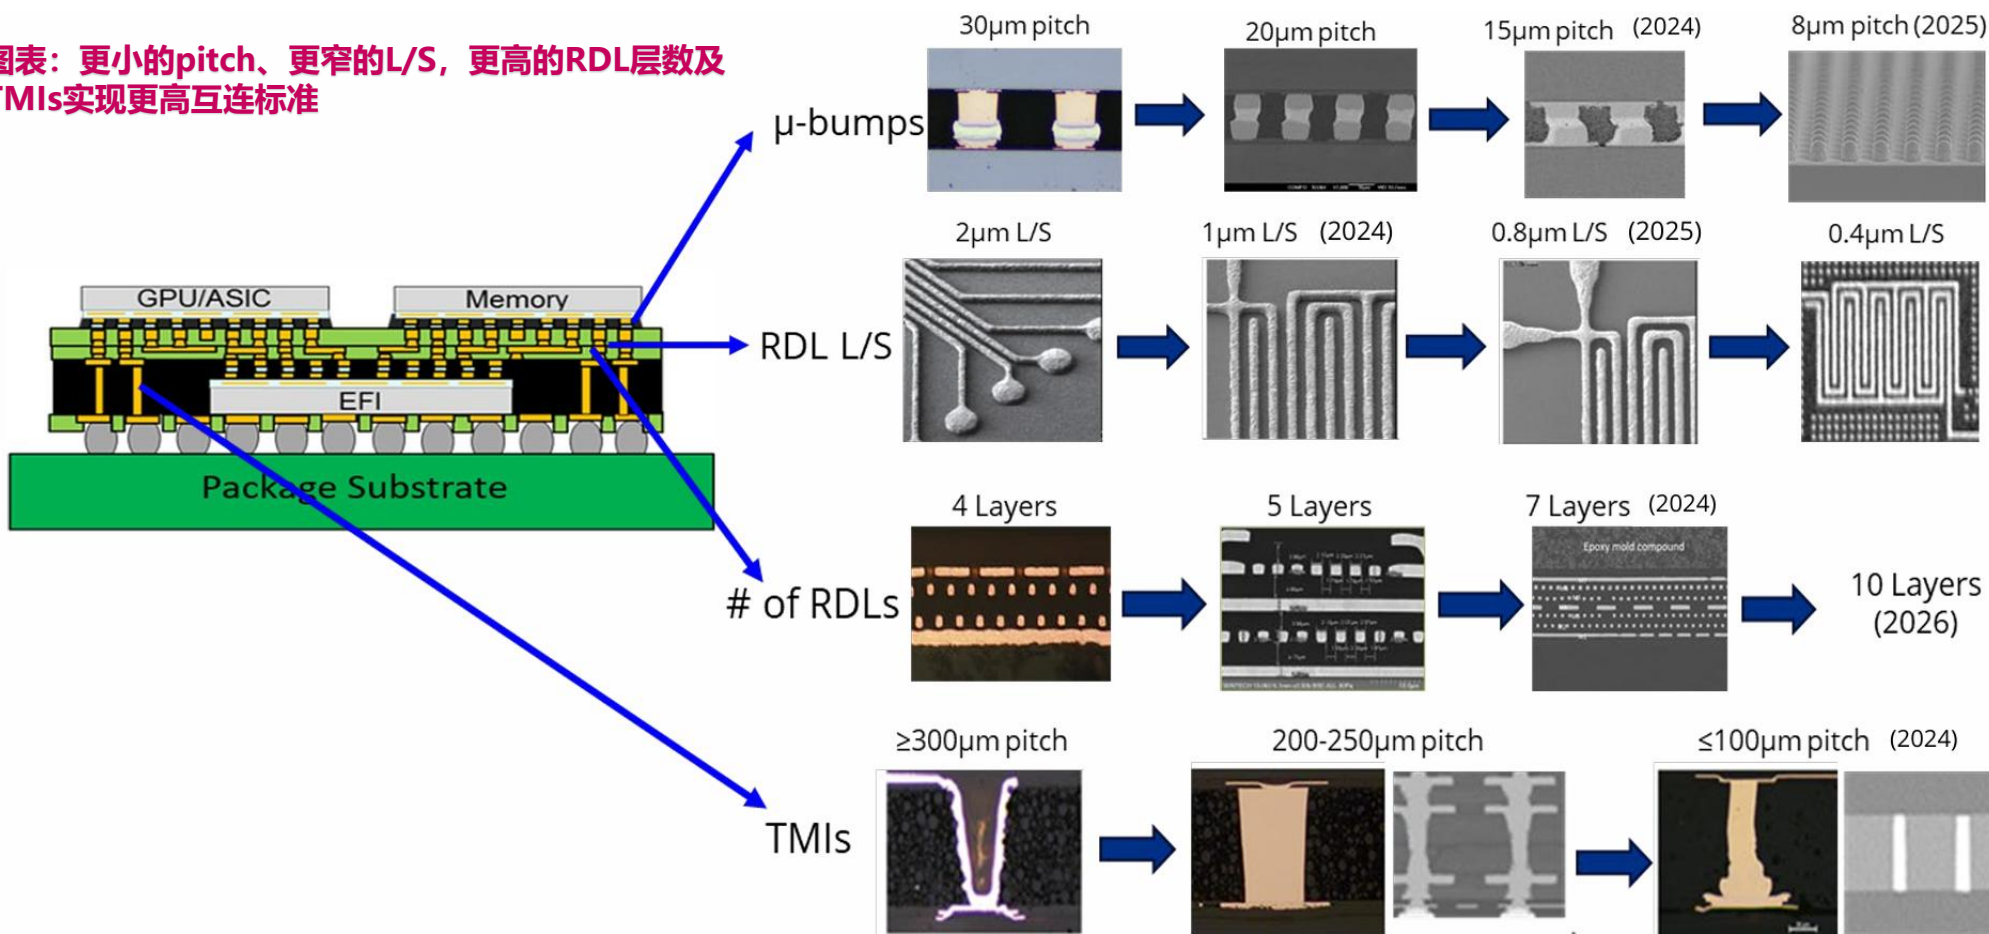 图表：更小的pitch、更窄的L/S，更高的RDL层数及
TMIs实现更高互连标准
30μm pitch
20μm pitch
15μm pitch (2024)
8μm pitch (2025)
μ-bumps
2μm L/S
1μm L/S (2024)
0.8μm L/S (2025)
0.4μm L/S
GPU/ASIC
Memory
RDL L/S
EFI
Package Substrate
4 Layers
5 Layers
7 Layers (2024)
Epoxy mold compound
10 Layers
(2026)
# of RDLs
≥300μm pitch
200-250μm pitch
≤100μm pitch (2024)
TMIs